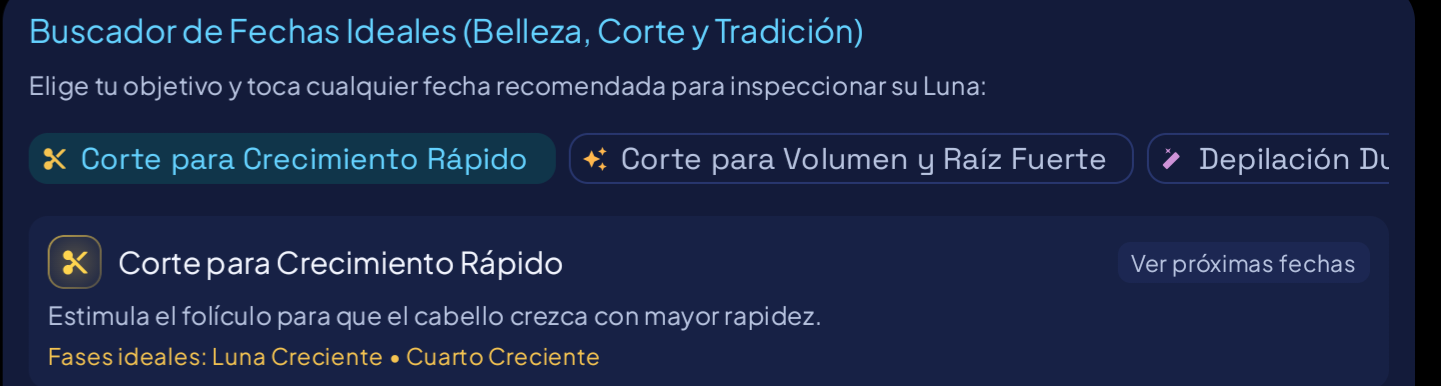 Buscador de Fechas Ideales (Belleza, Corte y Tradición)
Elige tu objetivo y toca cualquier fecha recomendada para inspeccionar su Luna:
Corte para Crecimiento Rápido
Corte para Volumen y Raíz Fuerte
Depilación
Corte para Crecimiento Rápido
Ver próximas fechas
Estimula el folículo para que el cabello crezca con mayor rapidez.
Fases ideales: Luna Creciente • Cuarto Creciente